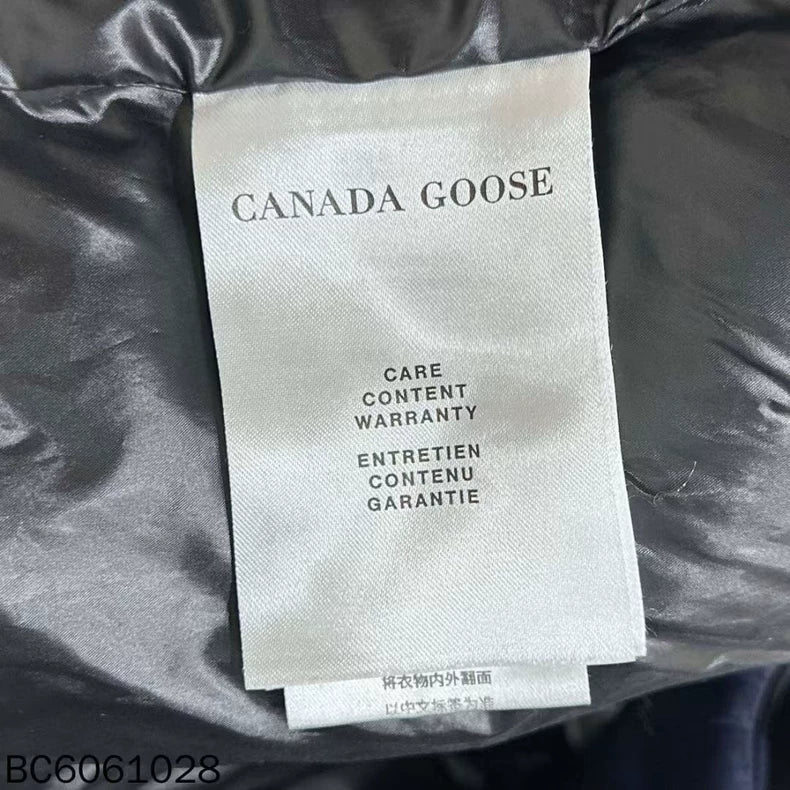 CANADA GOOSE
CARE
CONTENT
WARRANTY
ENTRETIEN
CONTENU
GARANTIE
将衣物内外翻面
以中文标签为准
BC6061028